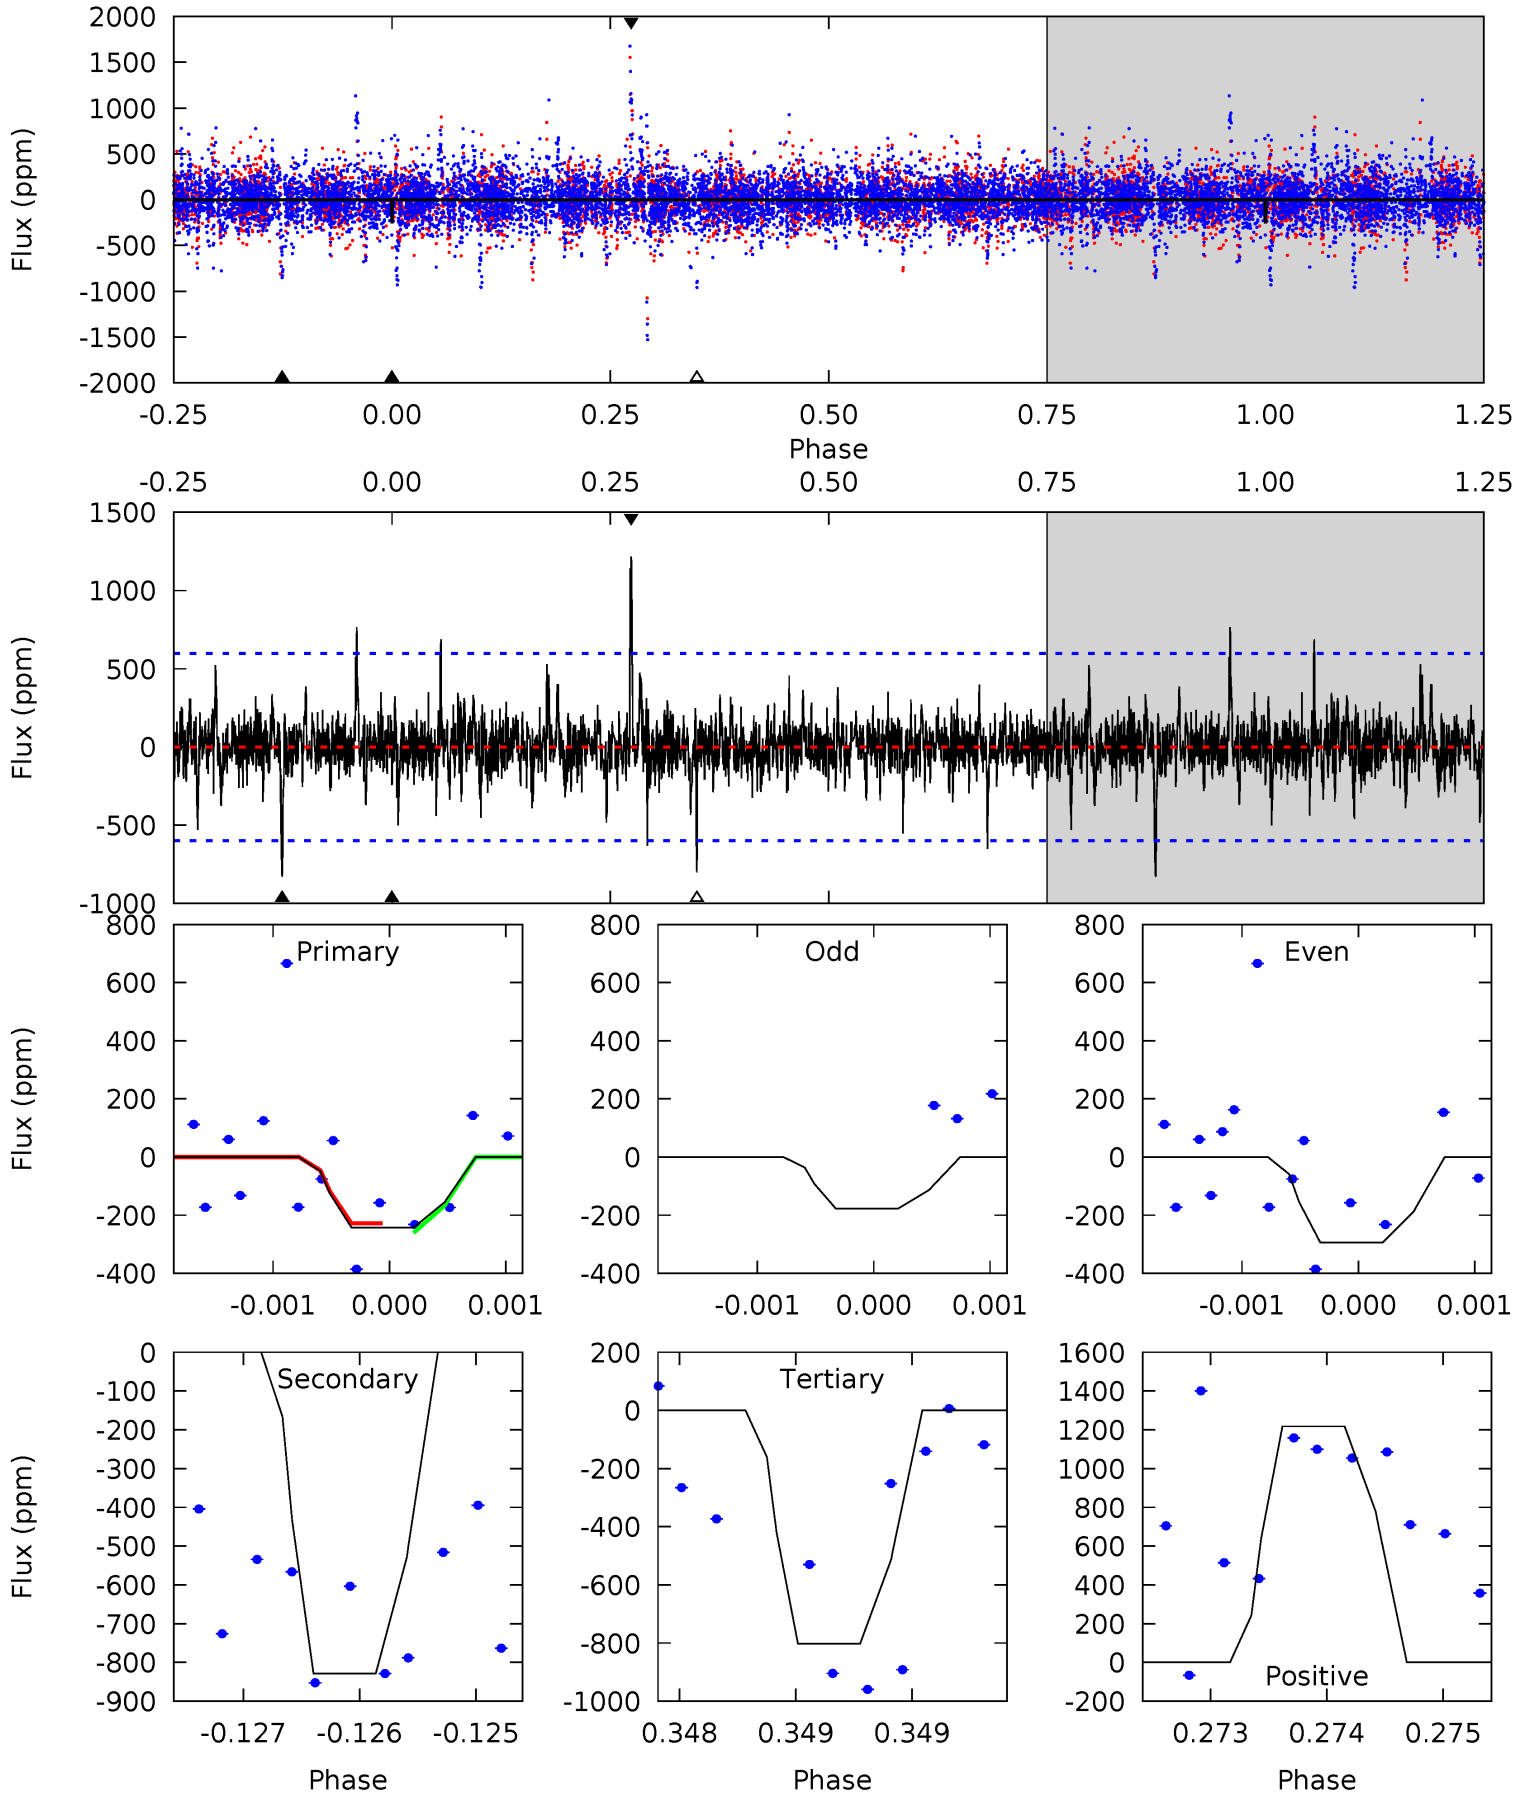 2000
1500
1000
500
0
-500
-1000
-1500
-2000
Flux (ppm)
-0.25 0.00 0.25 0.50 0.75 1.00 1.25
Phase
-0.25 0.00 0.25 0.50 0.75 1.00 1.25
1500
1000
500
0
-500
-1000
Flux (ppm)
Primary Odd Even
800 800 800
600 600 600
400 400 400
200 200 200
0 0 0
-200 -200 -200
-400 -400 -400
Flux (ppm)
-0.001 0.000 0.001 -0.001 0.000 0.001 -0.001 0.000 0.001
Secondary Tertiary Positive
0
-100
-200
-300
-400
-500
-600
-700
-800
-900
200
0
-200
-400
-600
-800
-1000
1600
1400
1200
1000
800
600
400
200
0
-200
Flux (ppm)
-0.127 -0.126 -0.125 0.348 0.349 0.349 0.273 0.274 0.275
Phase Phase Phase